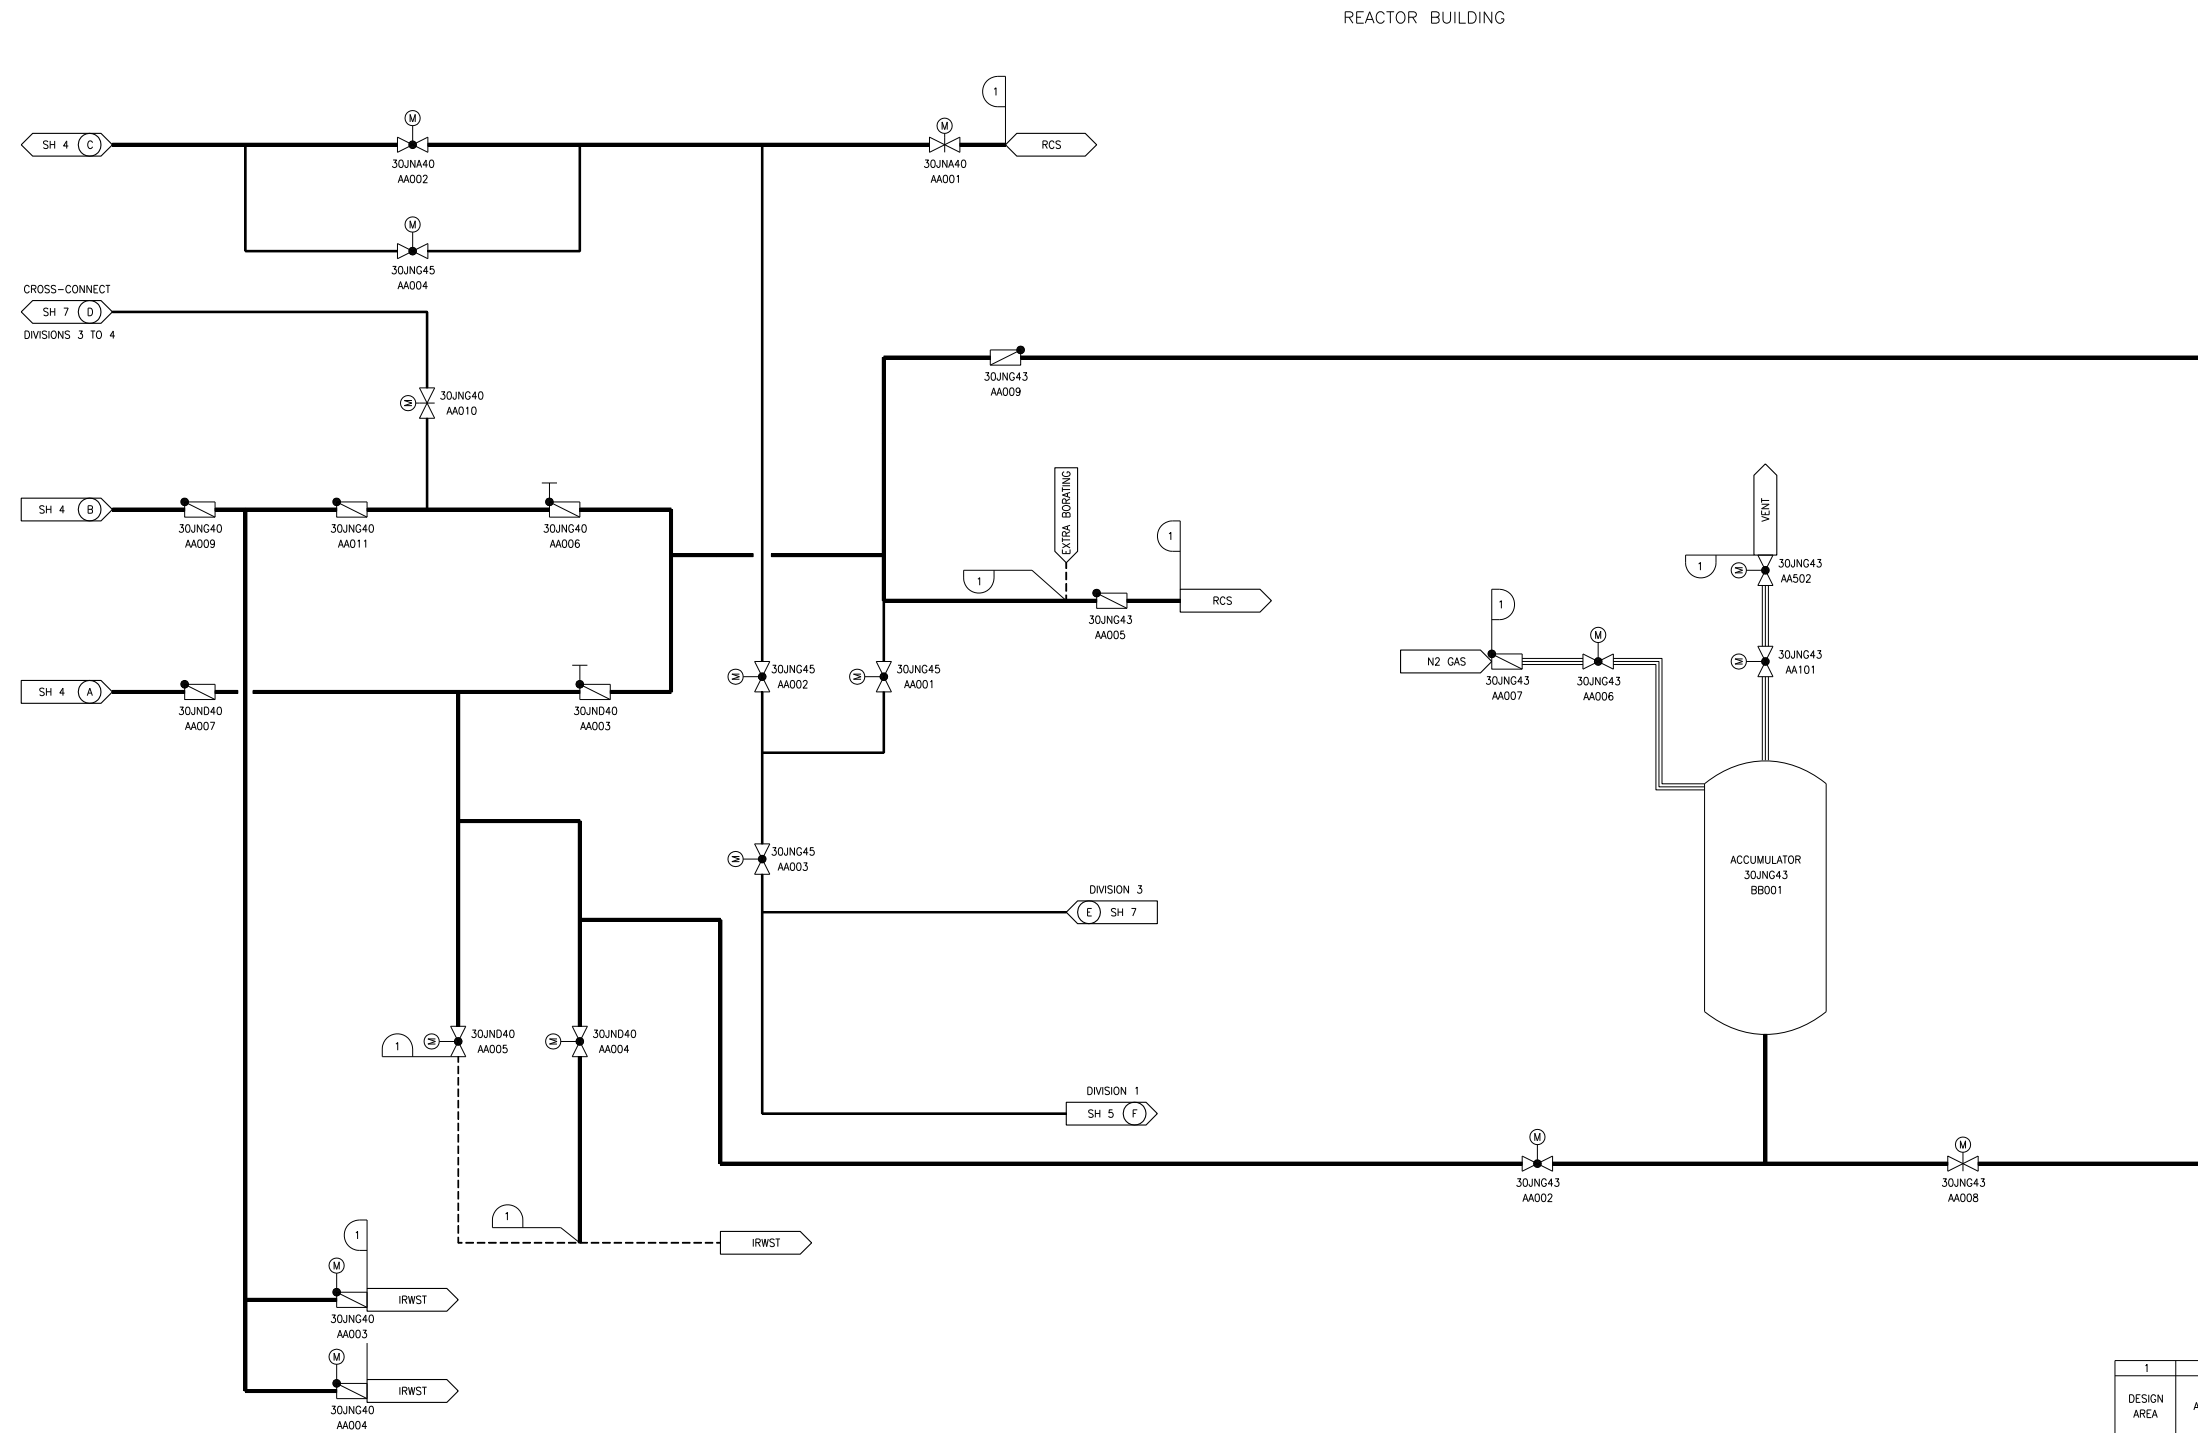 REACTOR BUILDING
1
M
M
SH 4 C
RCS
30JNA40
AA002
30JNA40
AA001
M
30JNG45
AA004
CROSS-CONNECT
SH 7 D
DIVISIONS 3 TO 4
30JNG43
AA009
M
30JNG40
AA010
EXTRA BORATING
VENT
SH 4 B
30JNG40
AA009
30JNG40
AA011
30JNG40
AA006
1
1
1
M
30JNG43
AA502
RCS
30JNG43
AA005
1
M
N2 GAS
30JNG43
AA007
30JNG43
AA006
M
30JNG43
AA101
M
30JNG45
AA002
M
30JNG45
AA001
SH 4 A
30JND40
AA007
30JND40
AA003
M
30JNG45
AA003
ACCUMULATOR
30JNG43
BB001
DIVISION 3
E SH 7
1
M
30JND40
AA005
M
30JND40
AA004
DIVISION 1
SH 5 F
M
30JNG43
AA002
M
30JNG43
AA008
1
IRWST
1
M
IRWST
30JNG40
AA003
M
IRWST
30JNG40
AA004
1
DESIGN
AREA